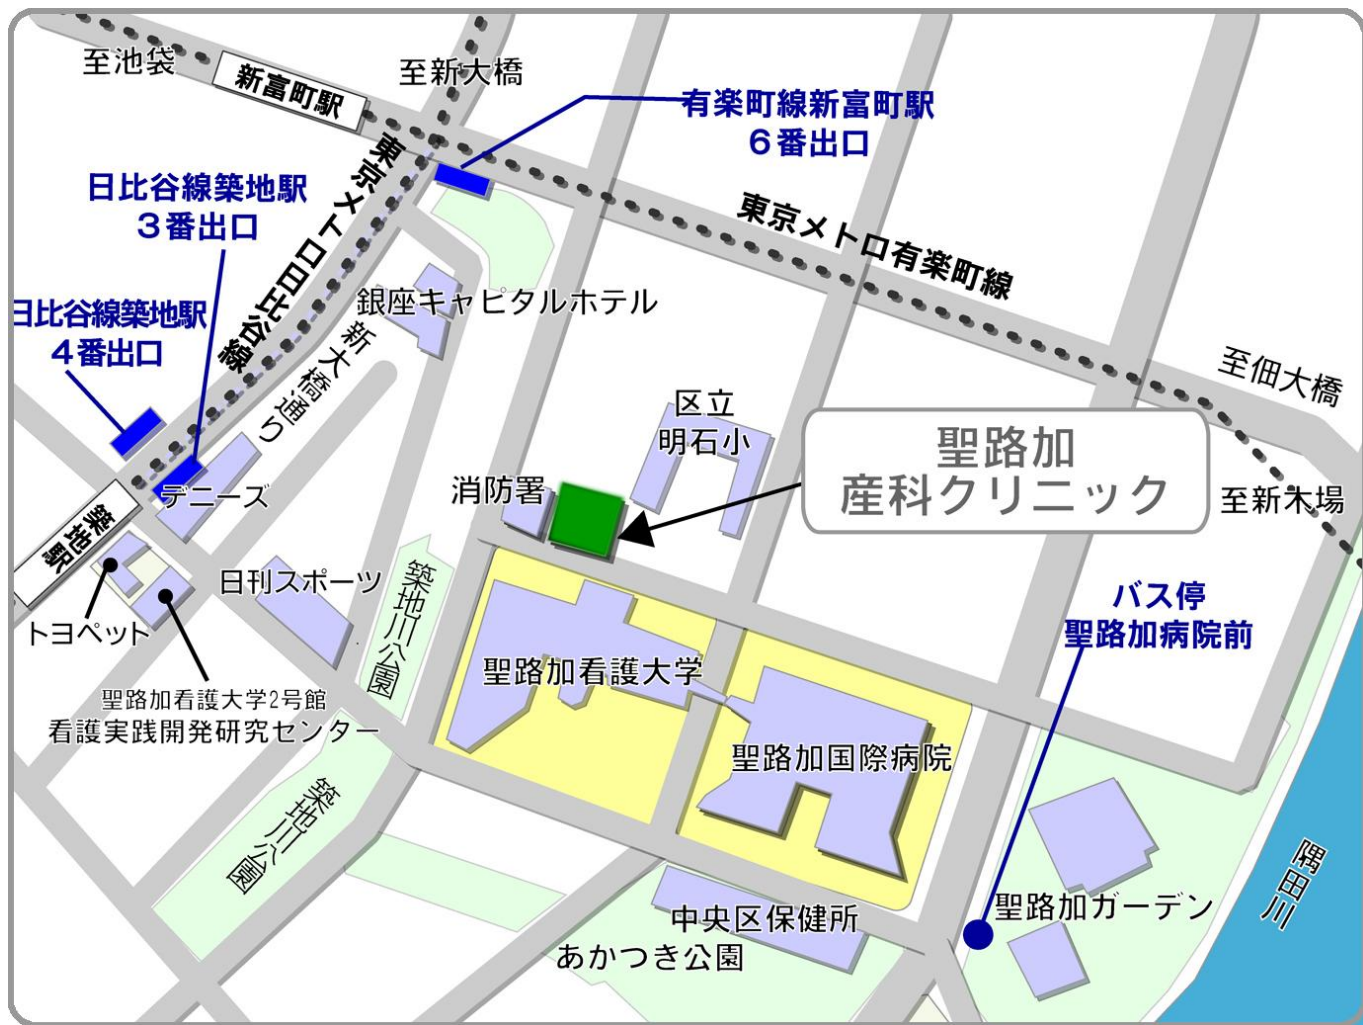 至池袋
新富町駅
至新大橋
有楽町線新富町駅
６番出口
日比谷線築地駅
３番出口
東京メトロ日比谷線
東京メトロ有楽町線
日比谷線築地駅
４番出口
銀座キャピタルホテル
新大橋通り
至佃大橋
区立
明石小
聖路加
産科クリニック
消防署
デニーズ
至新木場
築地駅
日刊スポーツ
築地川公園
トヨペット
バス停
聖路加病院前
聖路加看護大学
聖路加看護大学2号館
看護実践開発研究センター
聖路加国際病院
築地川公園
隅田川
聖路加ガーデン
中央区保健所
あかつき公園